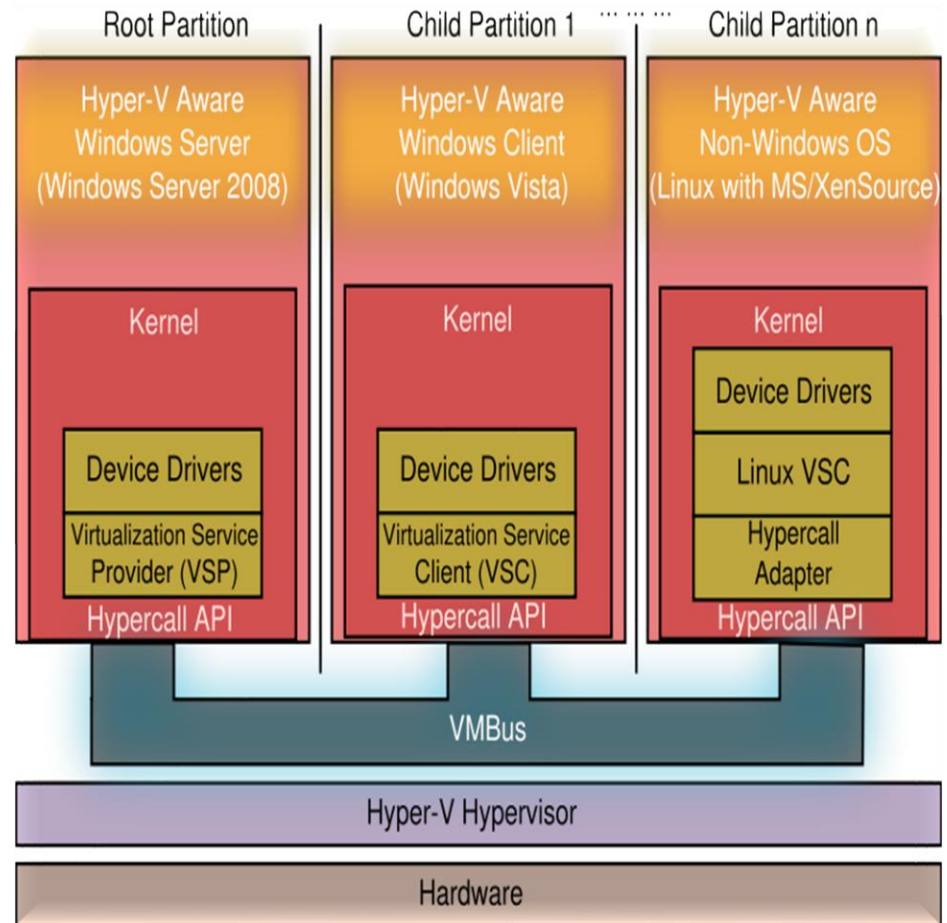 Root Partition
Child Partition 1
... ... ...
Child Partition n
Hyper-V Aware
Windows Server
(Windows Server 2008)
Kernel
Device Drivers
Virtualization Service
Provider (VSP)
Hypercall API
Hyper-V Aware
Windows Client
(Windows Vista)
Kernel
Device Drivers
Virtualization Service
Client (VSC)
Hypercall API
Hyper-V Aware
Non-Windows OS
(Linux with MS/XenSource)
Kernel
Device Drivers
Linux VSC
Hypercall
Adapter
Hypercall API
VMBus
Hyper-V Hypervisor
Hardware